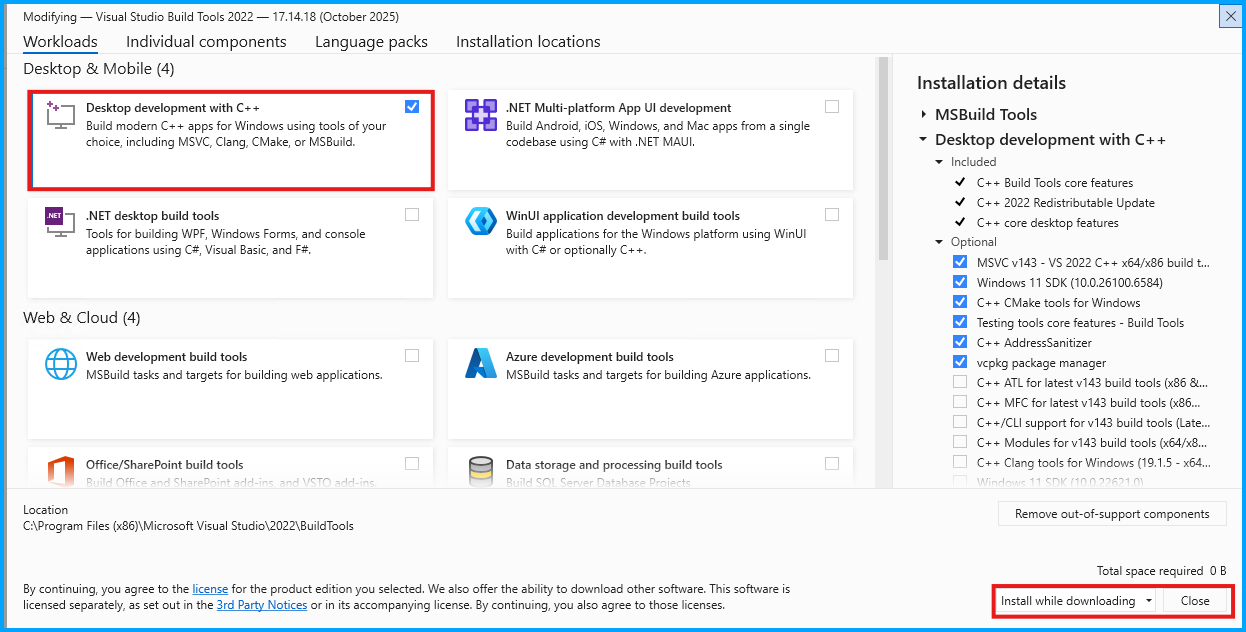 Modifying — Visual Studio Build Tools 2022 — 17.14.18 (October 2025)
Workloads Individual components Language packs Installation locations
Desktop & Mobile (4)
Desktop development with C++
Build modern C++ apps for Windows using tools of your
choice, including MSVC, Clang, CMake, or MSBuild.
.NET Multi-platform App UI development
Build Android, iOS, Windows, and Mac apps from a single
codebase using C# with .NET MAUI.
.NET
.NET desktop build tools
Tools for building WPF, Windows Forms, and console
applications using C#, Visual Basic, and F#.
WinUI application development build tools
Build applications for the Windows platform using WinUI
with C# or optionally C++.
Web & Cloud (4)
Web development build tools
MSBuild tasks and targets for building web applications.
Azure development build tools
MSBuild tasks and targets for building Azure applications.
Office/SharePoint build tools
Build Office and SharePoint add-ins, and VSTO add-ins.
Data storage and processing build tools
Build SQL Server Database Projects
Installation details
MSBuild Tools
Desktop development with C++
Included
C++ Build Tools core features
C++ 2022 Redistributable Update
C++ core desktop features
Optional
MSVC v143 - VS 2022 C++ x64/x86 build t...
Windows 11 SDK (10.0.26100.6584)
C++ CMake tools for Windows
Testing tools core features - Build Tools
C++ AddressSanitizer
vcpkg package manager
C++ ATL for latest v143 build tools (x86 &...
C++ MFC for latest v143 build tools (x86...
C++/CLI support for v143 build tools (Late...
C++ Modules for v143 build tools (x64/x8...
C++ Clang tools for Windows (19.1.5 - x64...
Windows 11 SDK (10.0.22621.0)
Location
C:\Program Files (x86)\Microsoft Visual Studio\2022\BuildTools
Remove out-of-support components
Total space required 0 B
By continuing, you agree to the license for the product edition you selected. We also offer the ability to download other software. This software is
licensed separately, as set out in the 3rd Party Notices or in its accompanying license. By continuing, you also agree to those licenses.
Install while downloading
Close